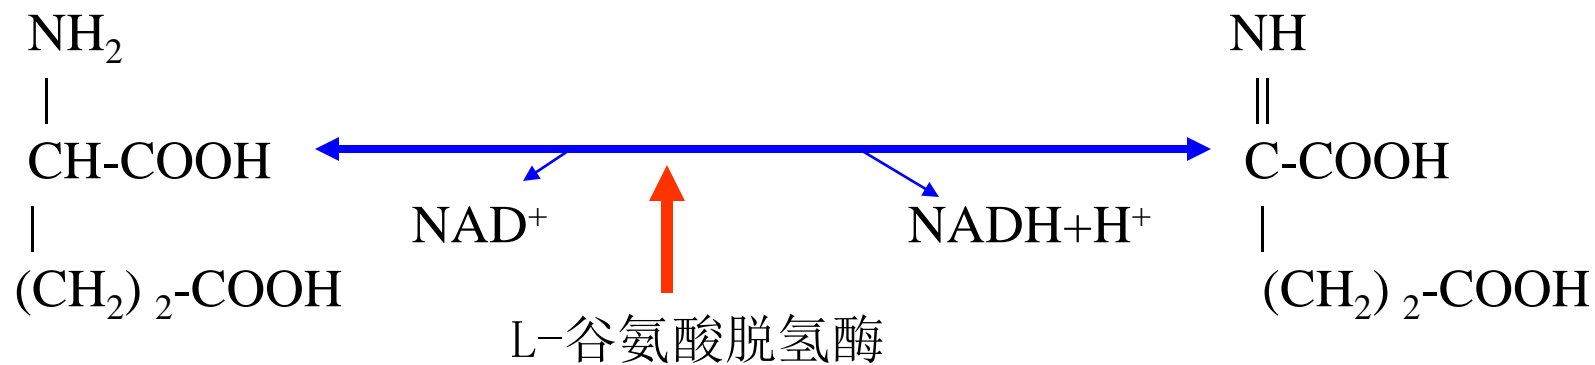 NH₂ NH
CH-COOH C-COOH
NAD⁺ NADH+H⁺
(CH₂) ₂-COOH (CH₂) ₂-COOH
L-谷氨酸脱氢酶